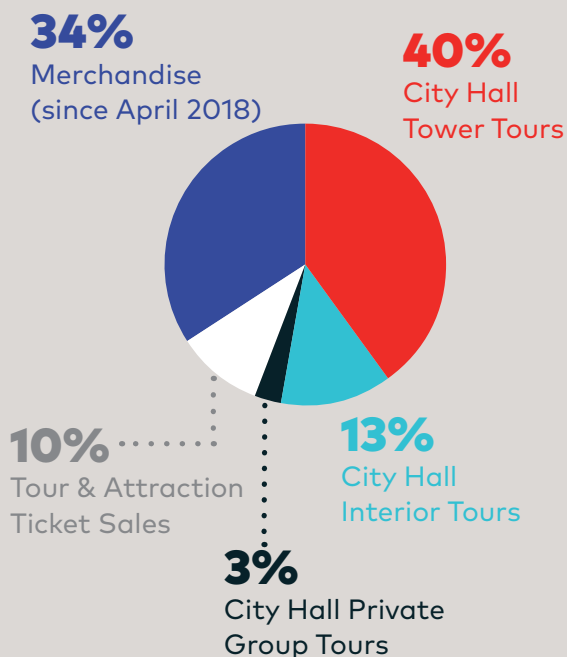 34%
Merchandise
(since April 2018)
40%
City Hall
Tower Tours
10%
Tour & Attraction
Ticket Sales
13%
City Hall
Interior Tours
3%
City Hall Private
Group Tours